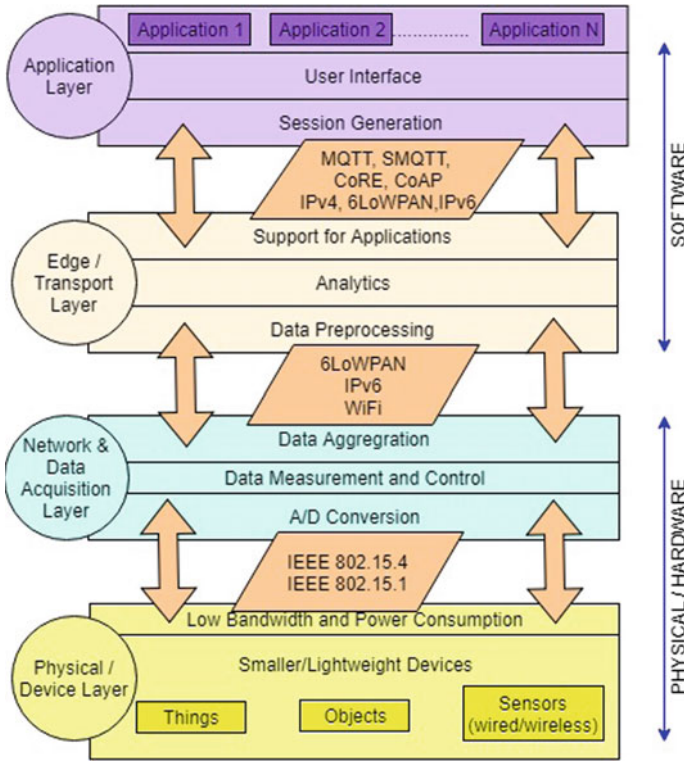 Application 1
Application 2
Application N
Application
Layer
User Interface
Session Generation
MQTT, SMQTT,
CoRE, CoAP
IPv4, 6LoWPAN,IPv6
Support for Applications
Edge /
Transport
Layer
Analytics
Data Preprocessing
SOFTWARE
6LoWPAN
IPv6
WiFi
Network &
Data
Acquisition
Layer
Data Aggregration
Data Measurement and Control
A/D Conversion
IEEE 802.15.4
IEEE 802.15.1
Low Bandwidth and Power Consumption
Physical /
Device Layer
Smaller/Lightweight Devices
Things
Objects
Sensors
(wired/wireless)
PHYSICAL / HARDWARE